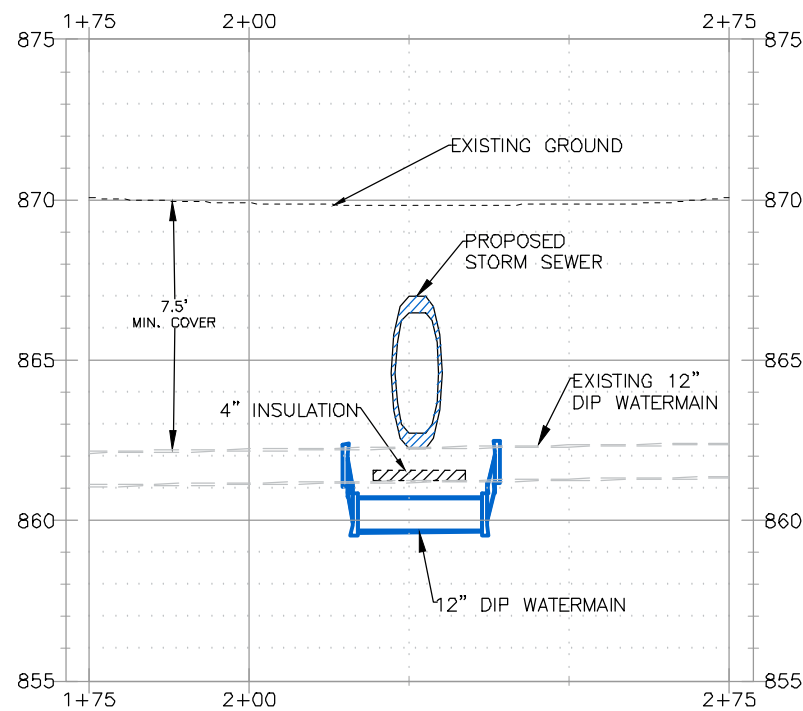 1+75 2+00 2+75
875 875
EXISTING GROUND
870 870
PROPOSED
STORM SEWER
7.5'
MIN. COVER
865 865
EXISTING 12"
DIP WATERMAIN
4" INSULATION
860 860
12" DIP WATERMAIN
855 855
1+75 2+00 2+75